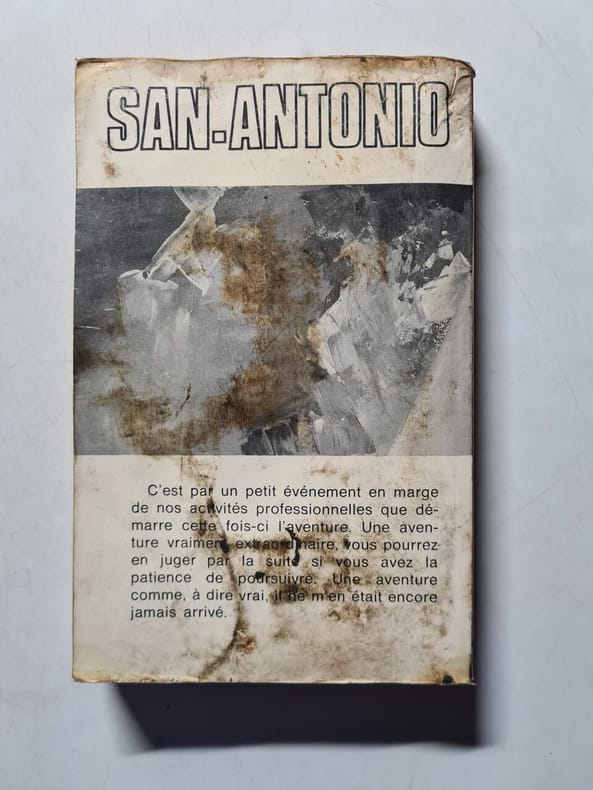 SAN-ANTONIO
C'est par un petit événement en marge
de nos activités professionnelles que dé-
marre cette fois-ci l'aventure. Une aven-
ture vraiment extraordinaire, vous pourrez
en juger par la suite si vous avez la
patience de poursuivre. Une aventure
comme, à dire vrai, il ne m'en était encore
jamais arrivé.